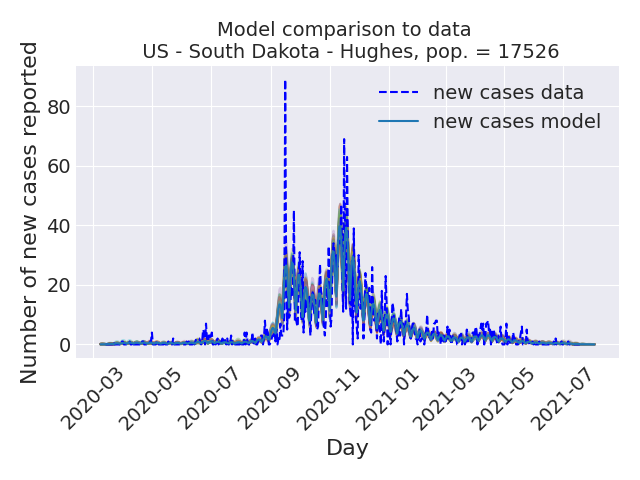 Model comparison to data
US - South Dakota - Hughes, pop. = 17526
Number of new cases reported
80
60
40
20
0
new cases data
new cases model
2020-03
2020-05
2020-07
2020-09
2020-11
2021-01
2021-03
2021-05
2021-07
Day